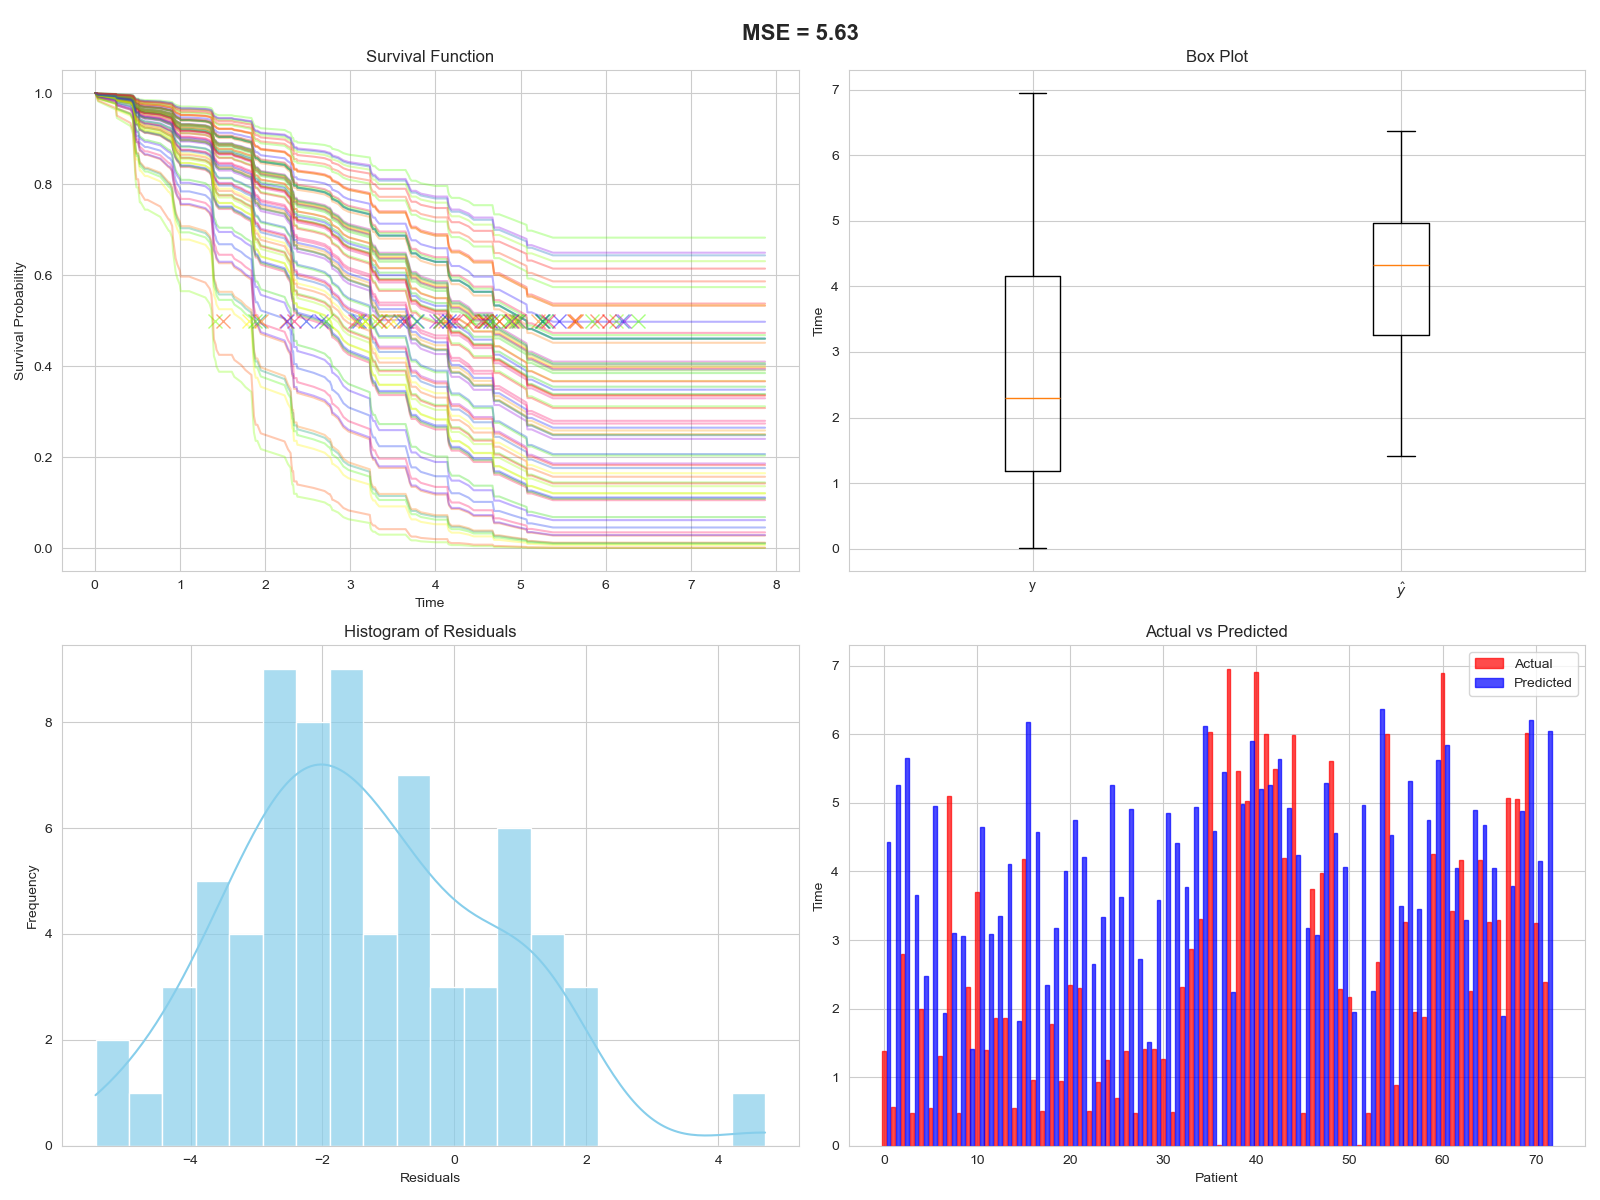 MSE = 5.63
Survival Function
1.0
0.8
0.6
0.4
0.2
0.0
Survival Probability
0 1 2 3 4 5 6 7 8
Time
Box Plot
7
6
5
4
3
2
1
0
Time
y ŷ
Histogram of Residuals
8
6
4
2
0
Frequency
−4 −2 0 2 4
Residuals
Actual vs Predicted
Actual
Predicted
7
6
5
4
3
2
1
0
Time
0 10 20 30 40 50 60 70
Patient